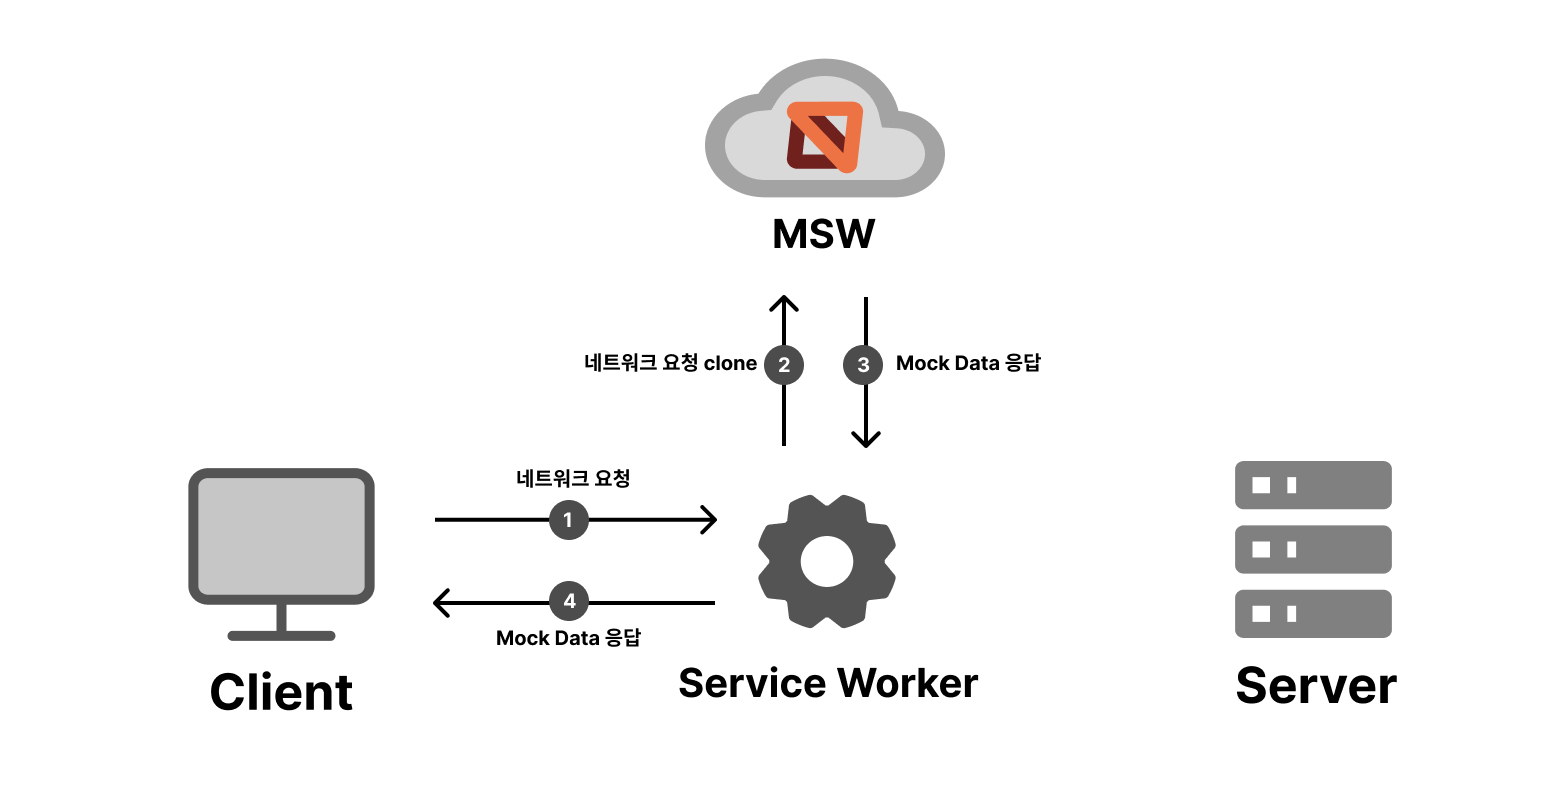 MSW
네트워크 요청 clone
2
3
Mock Data 응답
네트워크 요청
1
4
Mock Data 응답
Client
Service Worker
Server